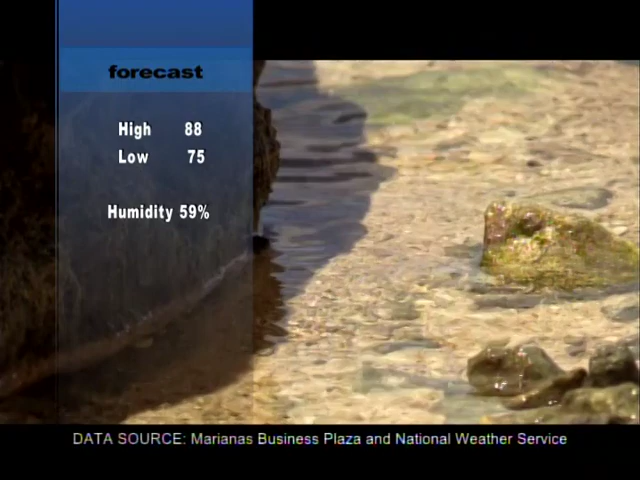 forecast
High 88
Low 75
Humidity 59%
DATA SOURCE: Marianas Business Plaza and National Weather Service